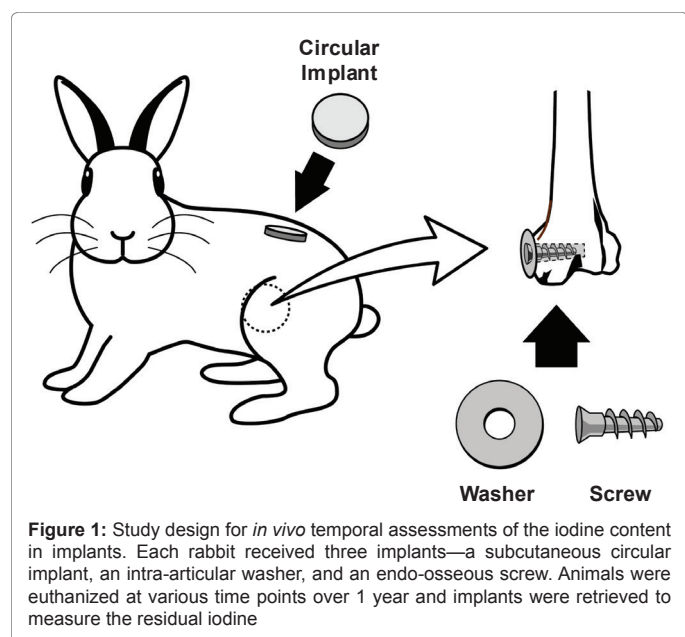 Circular
Implant
Washer
Screw
Figure 1: Study design for in vivo temporal assessments of the iodine content
in implants. Each rabbit received three implants—a subcutaneous circular
implant, an intra-articular washer, and an endo-osseous screw. Animals were
euthanized at various time points over 1 year and implants were retrieved to
measure the residual iodine